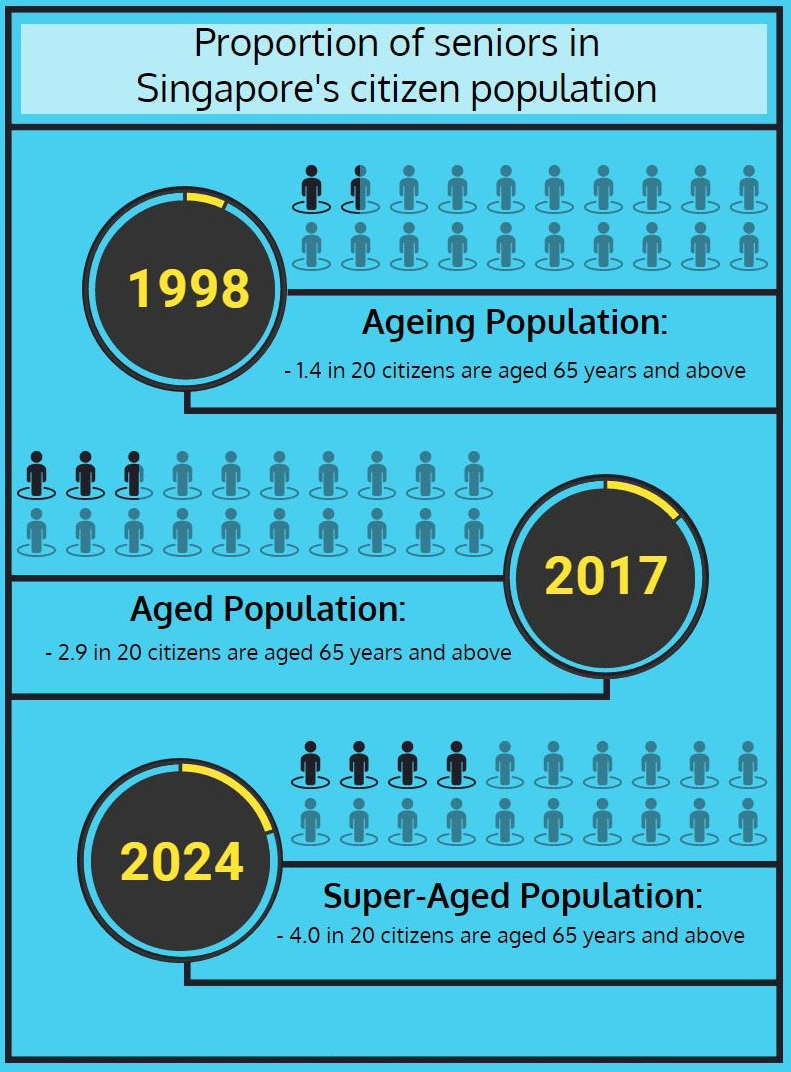 Proportion of seniors in
Singapore's citizen population
1998
Ageing Population:
- 1.4 in 20 citizens are aged 65 years and above
2017
Aged Population:
- 2.9 in 20 citizens are aged 65 years and above
2024
Super-Aged Population:
- 4.0 in 20 citizens are aged 65 years and above